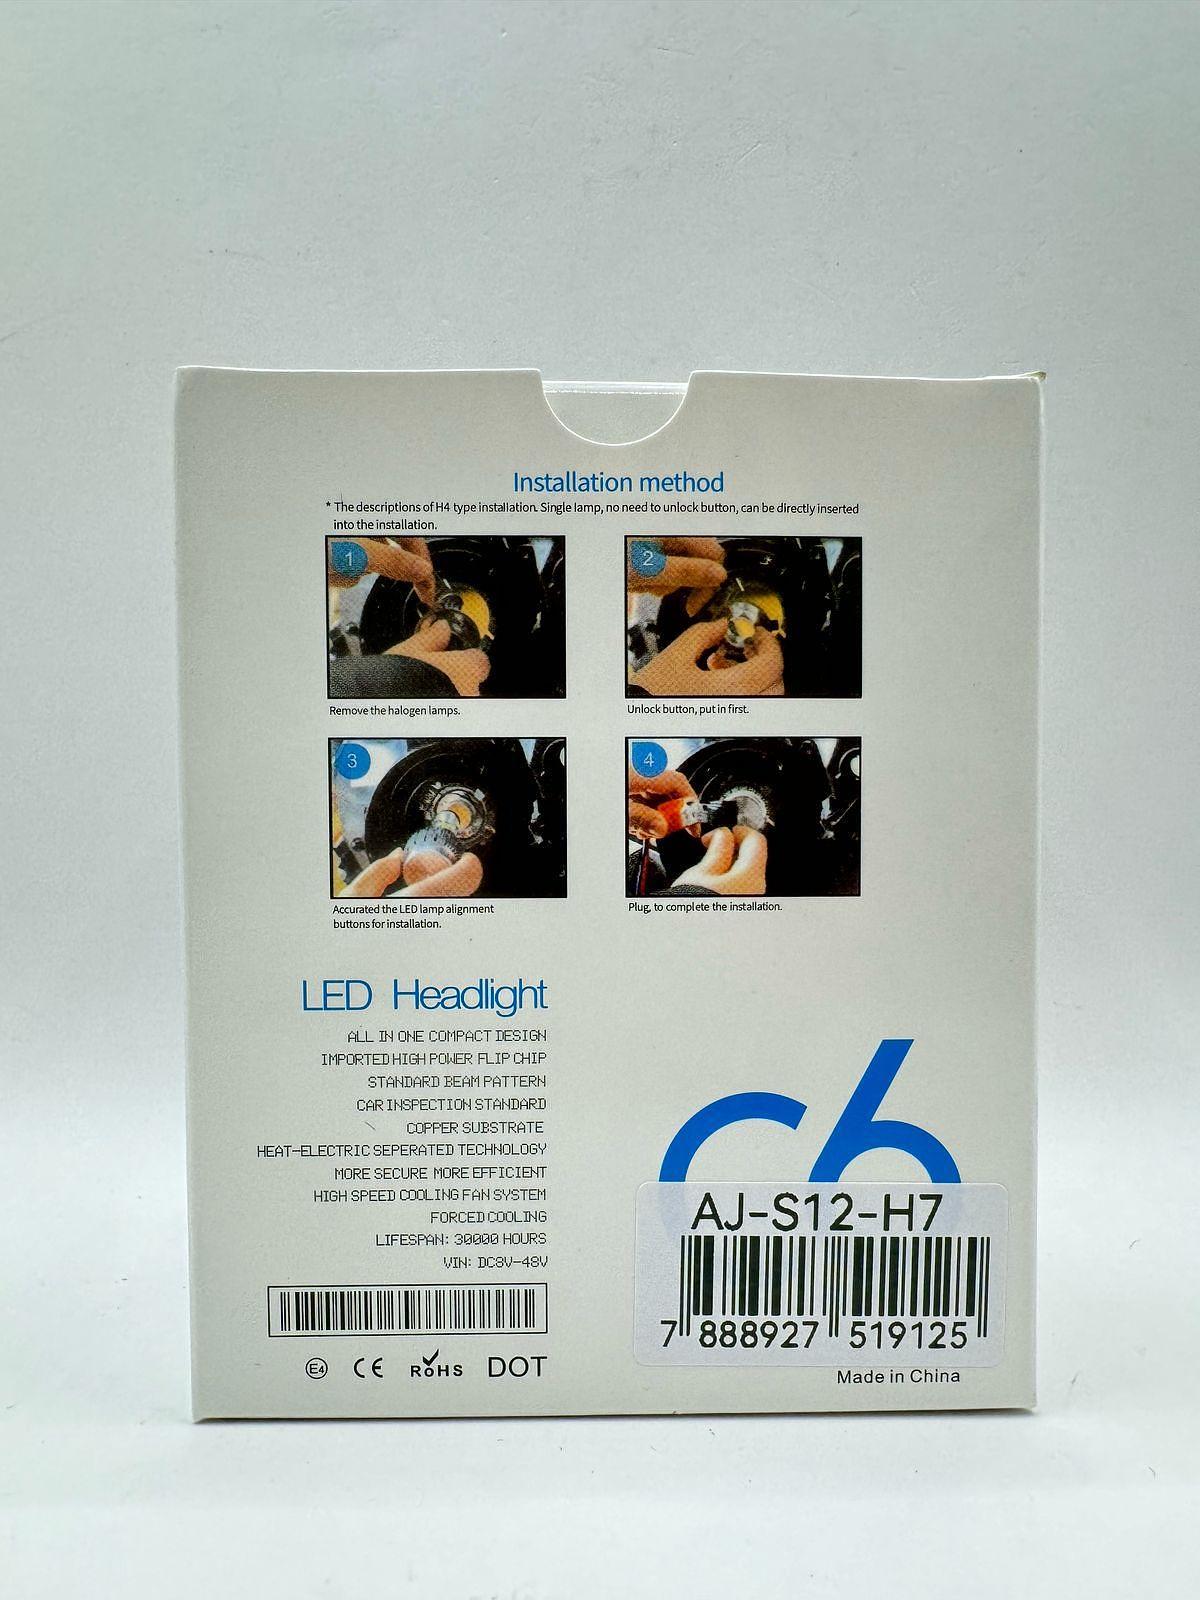 Installation method
* The descriptions of H4 type installation. Single lamp, no need to unlock button, can be directly inserted
into the installation.
1
2
Remove the halogen lamps.
Unlock button, put in first.
3
4
Accurated the LED lamp alignment
buttons for installation.
Plug, to complete the installation.
LED Headlight
ALL IN ONE COMPACT DESIGN
IMPORTED HIGH POWER FLIP CHIP
STANDARD BEAM PATTERN
CAR INSPECTION STANDARD
COPPER SUBSTRATE
HEAT-ELECTRIC SEPERATED TECHNOLOGY
MORE SECURE MORE EFFICIENT
HIGH SPEED COOLING FAN SYSTEM
FORCED COOLING
LIFESPAN: 30000 HOURS
VIN: DC8V-48V
E4 CE RoHS DOT
C6
AJ-S12-H7
7 888927 519125
Made in China